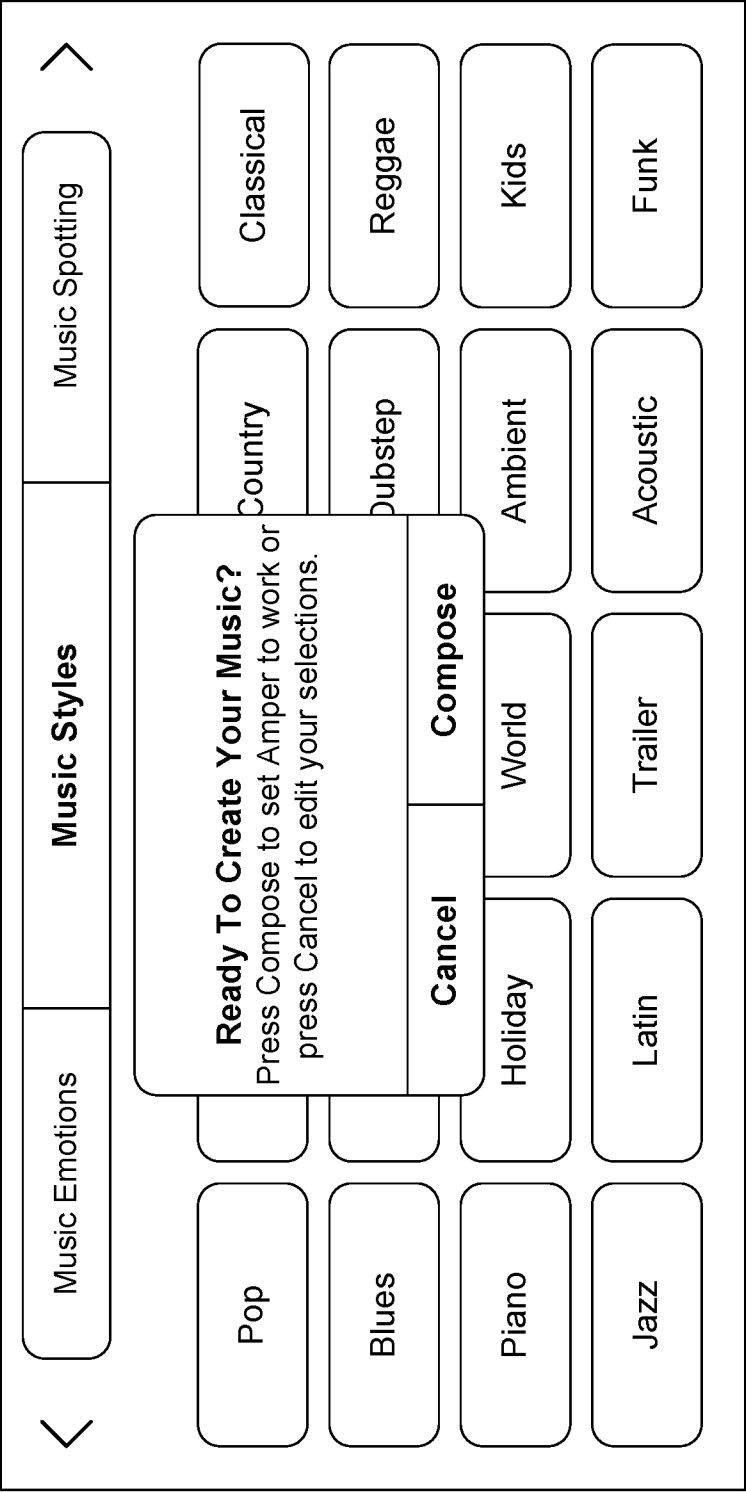 Music Emotions
Music Styles
Music Spotting
Pop
Country
Classical
Ready To Create Your Music?
Press Compose to set Amper to work or
press Cancel to edit your selections.
Cancel
Compose
Blues
Dubstep
Reggae
Piano
Holiday
World
Ambient
Kids
Jazz
Latin
Trailer
Acoustic
Funk